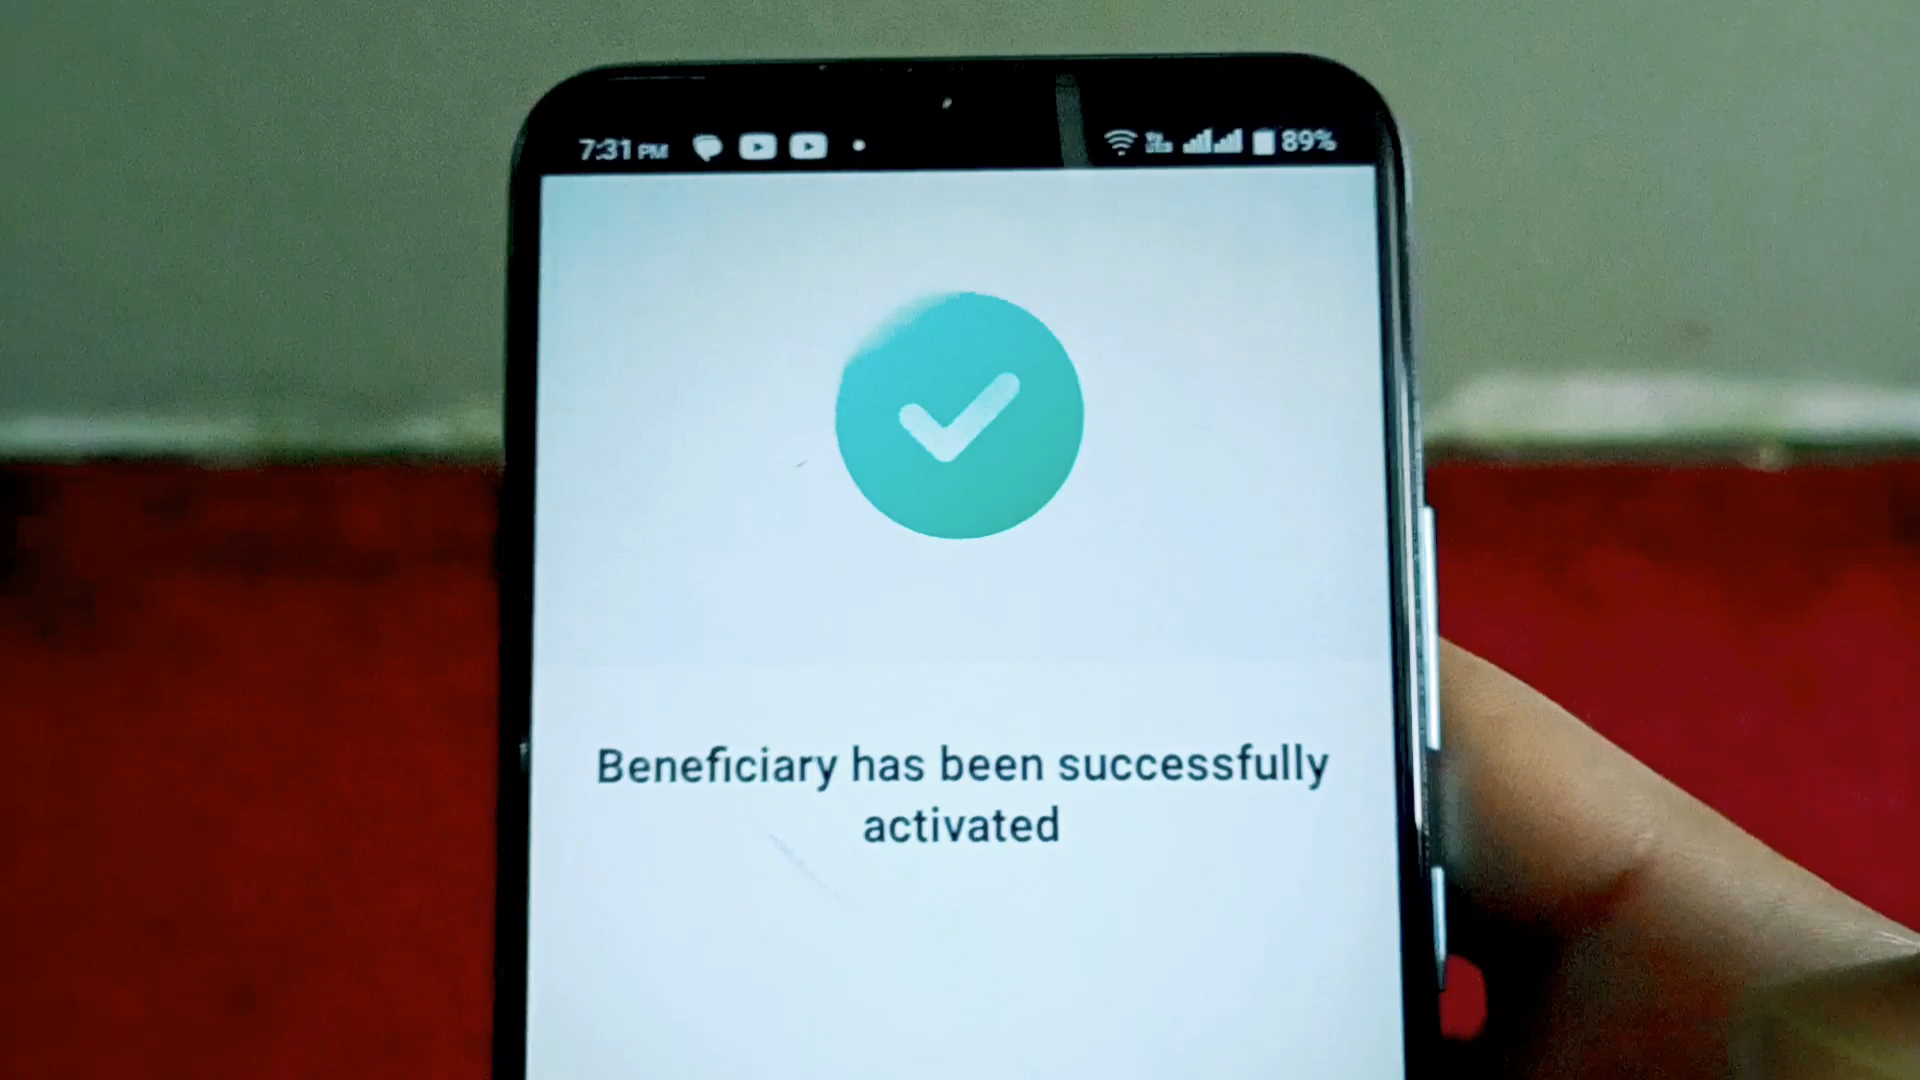 7:31 PM 89%
Beneficiary has been successfully
activated